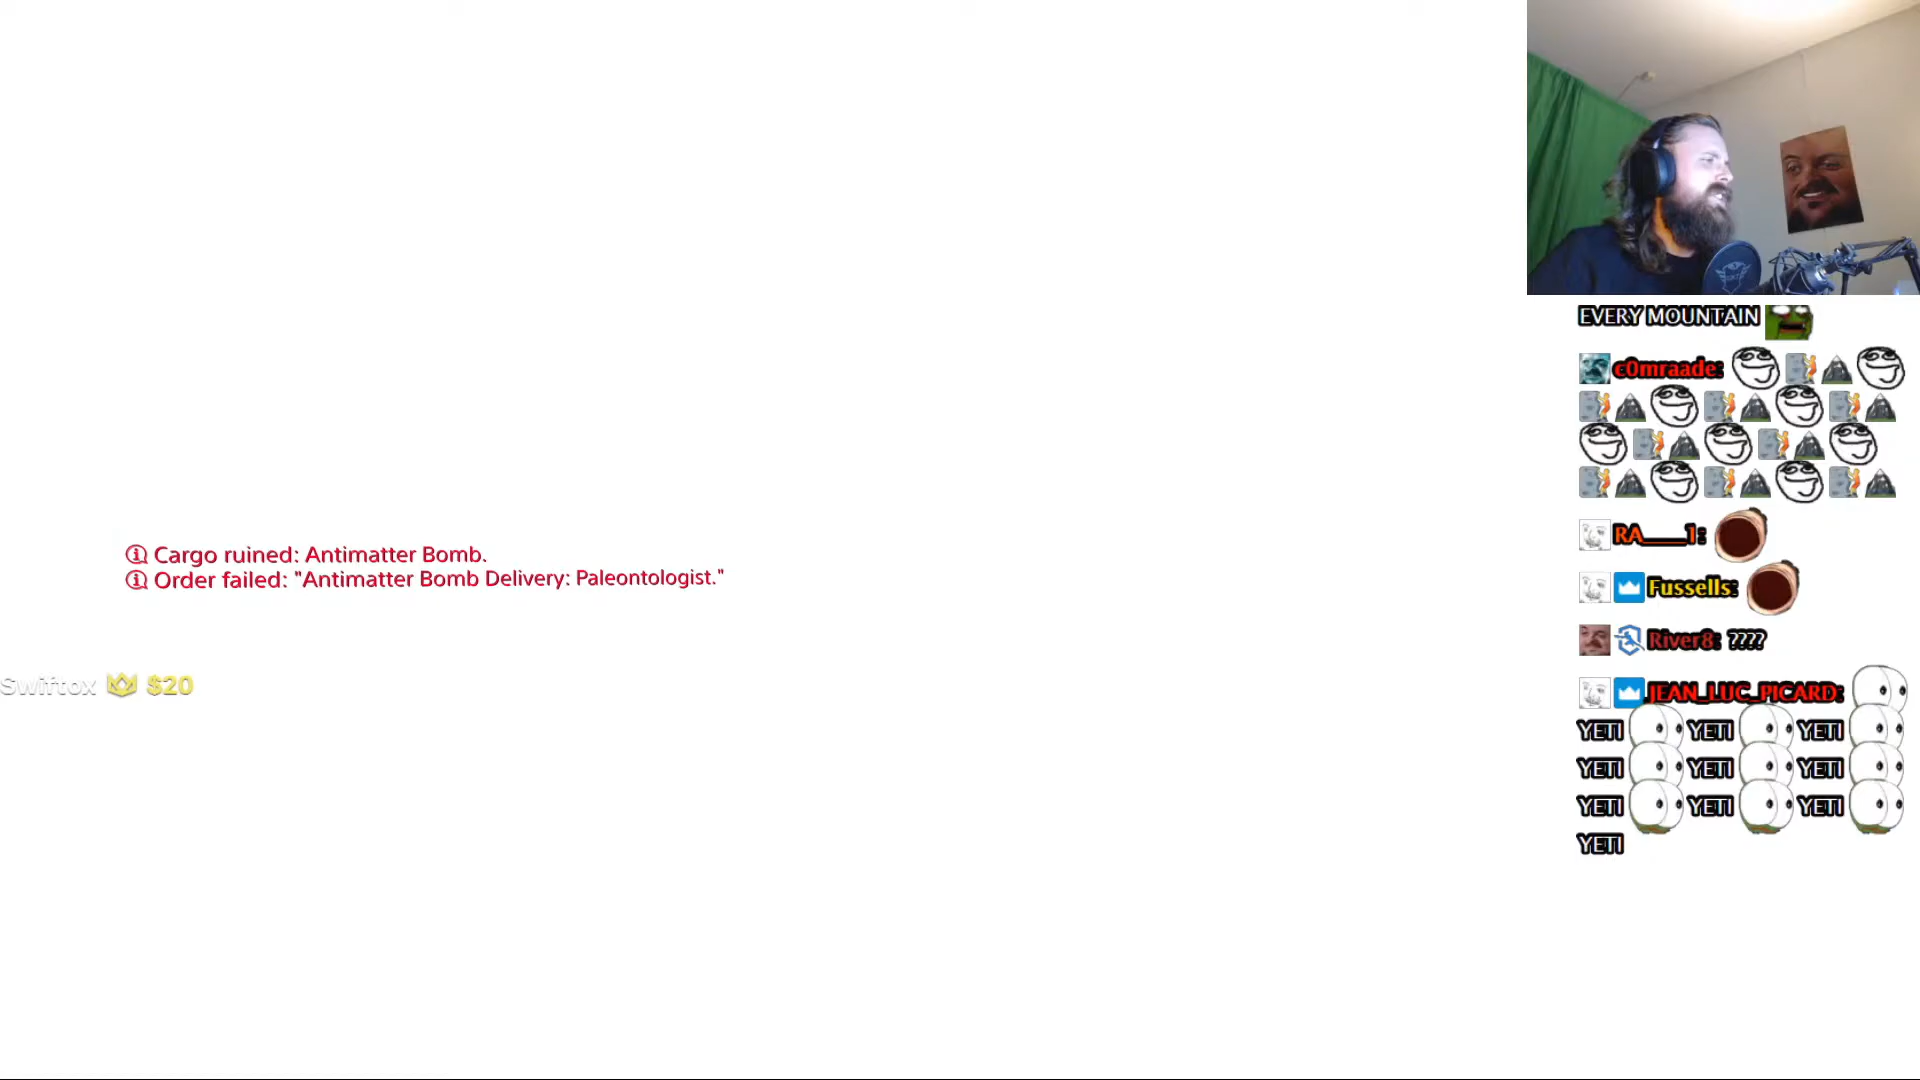 EVERY MOUNTAIN
c0mraade:
Cargo ruined: Antimatter Bomb.
Order failed: "Antimatter Bomb Delivery: Paleontologist."
Swiftox $20
RA____1:
Fussells:
River8: ????
JEAN_LUC_PICARD:
YETI YETI YETI
YETI YETI YETI
YETI YETI YETI
YETI